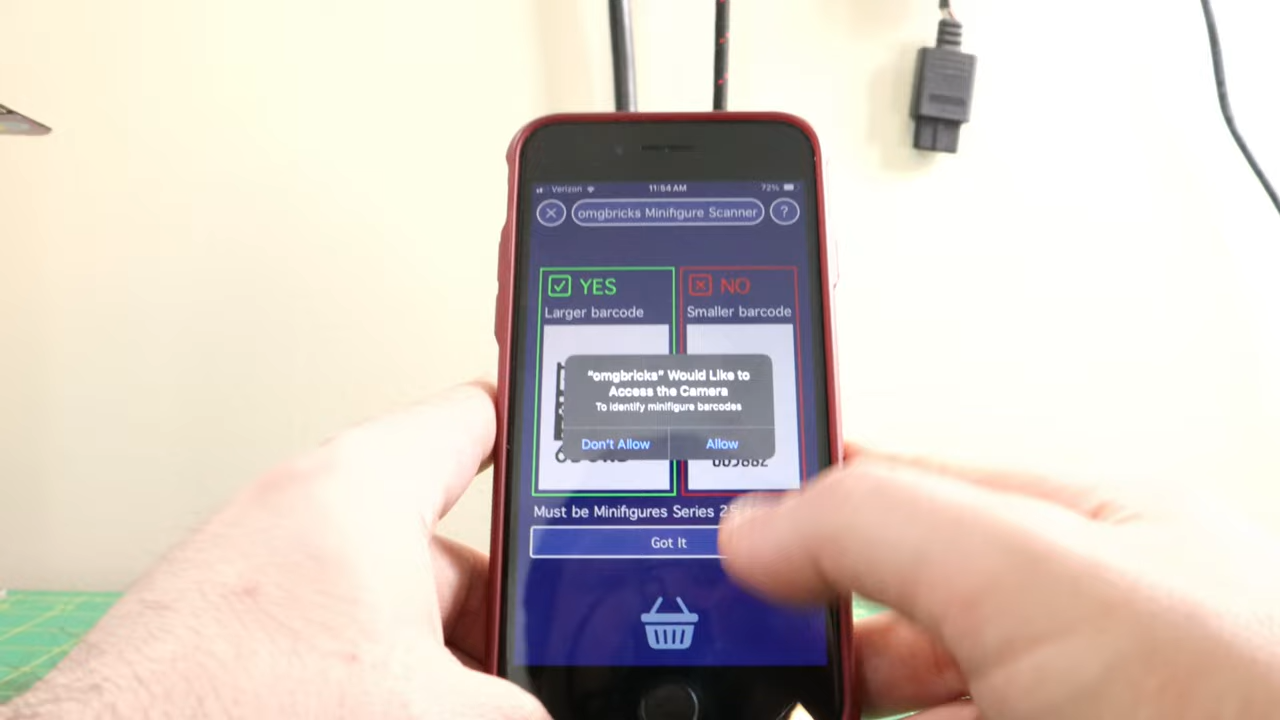 Verizon 11:54 AM 72%
omgbricks Minifigure Scanner ?
YES
NO
Larger barcode
Smaller barcode
"omgbricks" Would Like to
Access the Camera
To identify minifigure barcodes
Don't Allow
Allow
Must be Minifigures Series 25
Got It